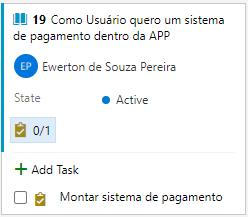 19 Como Usuário quero um sistema
de pagamento dentro da APP
EP Ewerton de Souza Pereira
State Active
0/1
Add Task
Montar sistema de pagamento